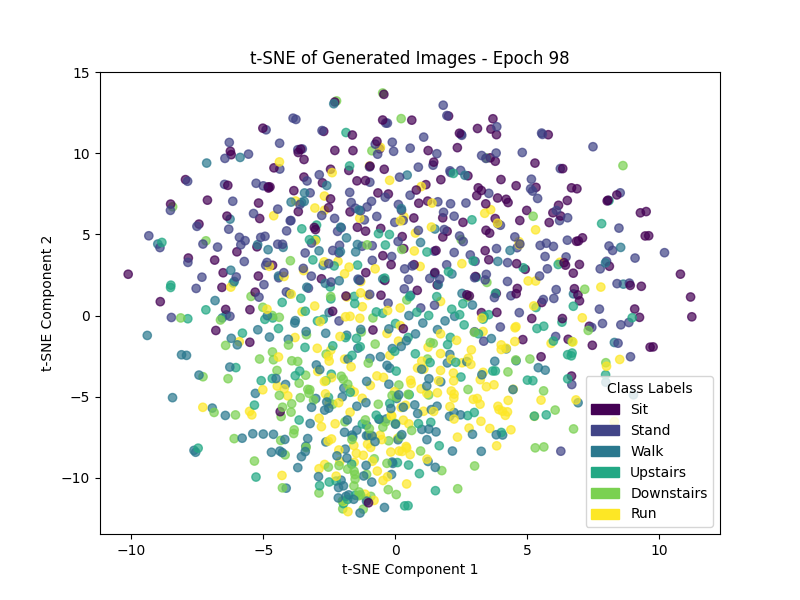 t-SNE of Generated Images - Epoch 98
t-SNE Component 2
15
10
5
0
−5
−10
Class Labels
Sit
Stand
Walk
Upstairs
Downstairs
Run
−10
−5
0
5
10
t-SNE Component 1